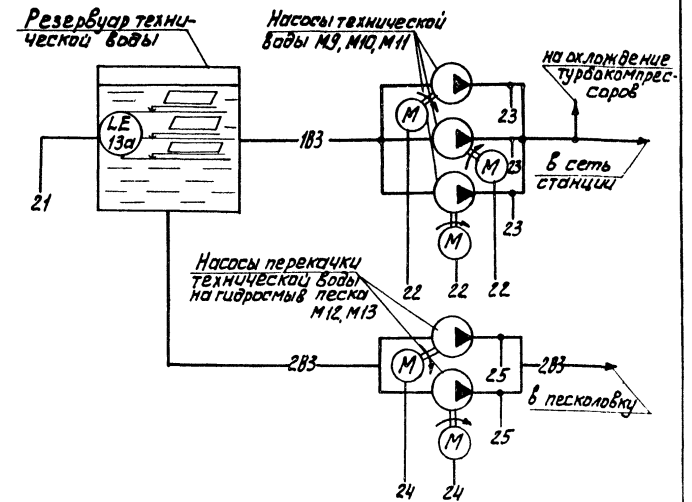 Резервуар техни-
ческой воды
Насосы технической
воды М9, М10, М11
на охлаждение
турбокомпрес-
соров
LE
13а
21
1В3
М
М
М
23
23
23
в сеть
станции
22
22
22
Насосы перекачки
технической воды
на гидросмыв песка
М12, М13
2В3
М
М
25
25
2В3
в песколовку
24
24